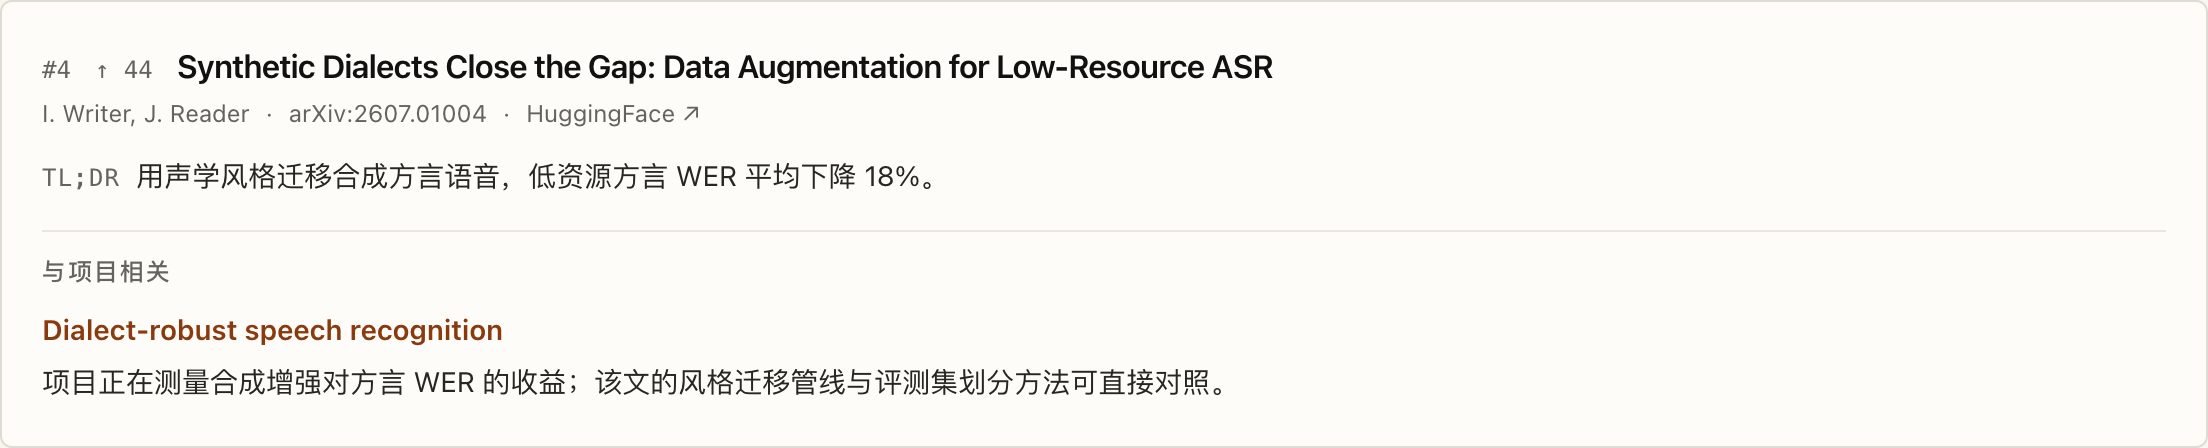 #4 ↑ 44 Synthetic Dialects Close the Gap: Data Augmentation for Low-Resource ASR
I. Writer, J. Reader · arXiv:2607.01004 · HuggingFace ↗
TL;DR 用声学风格迁移合成方言语音，低资源方言 WER 平均下降 18%。
与项目相关
Dialect-robust speech recognition
项目正在测量合成增强对方言 WER 的收益；该文的风格迁移管线与评测集划分方法可直接对照。